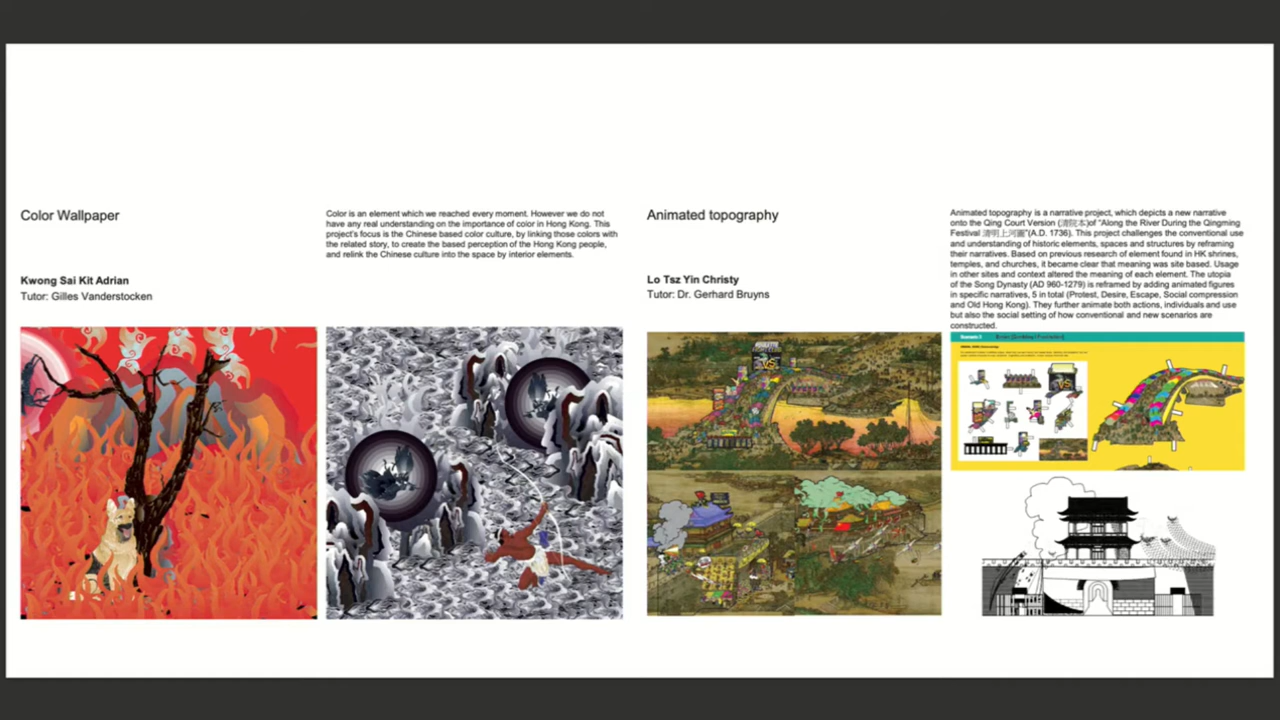 Color Wallpaper
Kwong Sai Kit Adrian
Tutor: Gilles Vanderstocken
Color is an element which we reached every moment. However we do not
have any real understanding on the importance of color in Hong Kong. This
project's focus is the Chinese based color culture, by linking those colors with
the related story, to create the based perception of the Hong Kong people,
and relink the Chinese culture into the space by interior elements.
Animated topography
Lo Tsz Yin Christy
Tutor: Dr. Gerhard Bruyns
Animated topography is a narrative project, which depicts a new narrative
onto the Qing Court Version (清院本)of "Along the River During the Qingming
Festival 清明上河圖"(A.D. 1736). This project challenges the conventional use
and understanding of historic elements, spaces and structures by reframing
their narratives. Based on previous research of element found in HK shrines,
temples, and churches, it became clear that meaning was site based. Usage
in other sites and context altered the meaning of each element. The utopia
of the Song Dynasty (AD 960-1279) is reframed by adding animated figures
in specific narratives, 5 in total (Protest, Desire, Escape, Social compression
and Old Hong Kong). They further animate both actions, individuals and use
but also the social setting of how conventional and new scenarios are
constructed.